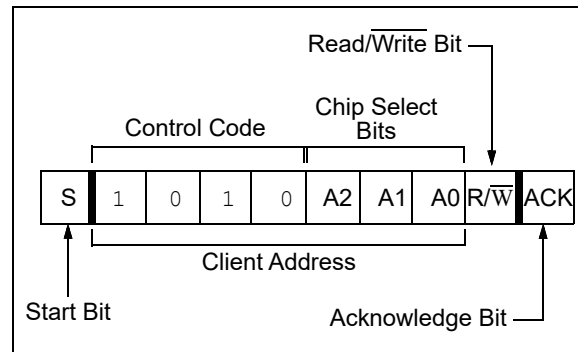 Read/Write Bit
Chip Select
Bits
Control Code
S 1 0 1 0 A2 A1 A0 R/W ACK
Client Address
Start Bit
Acknowledge Bit